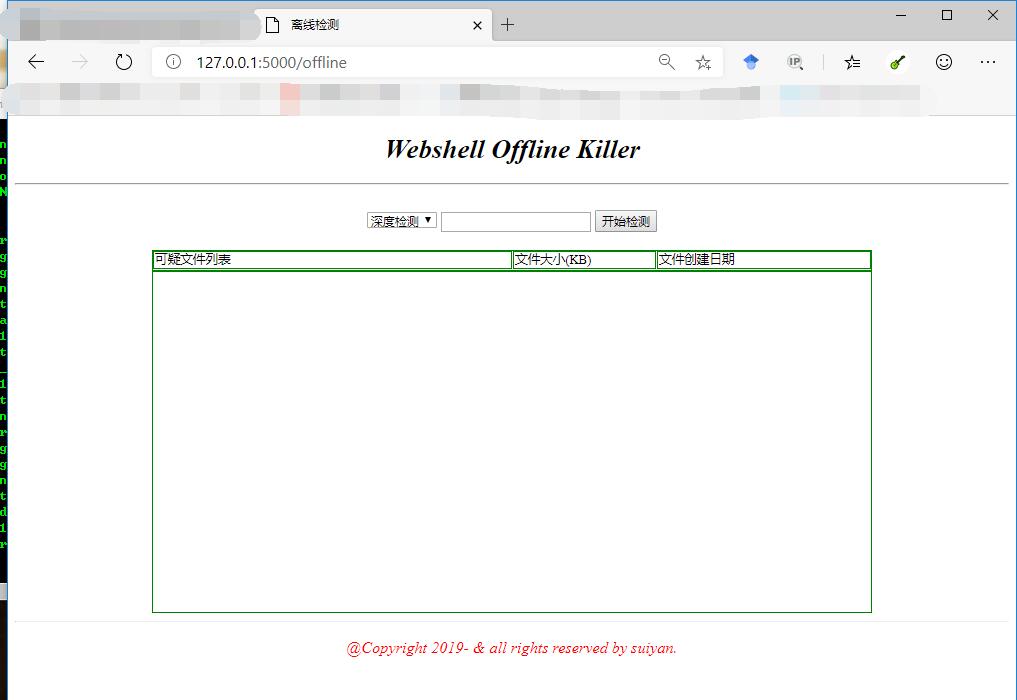 离线检测
127.0.0.1:5000/offline
IP
Webshell Offline Killer
深度检测 开始检测
可疑文件列表 文件大小(KB) 文件创建日期
@Copyright 2019- & all rights reserved by suiyan.